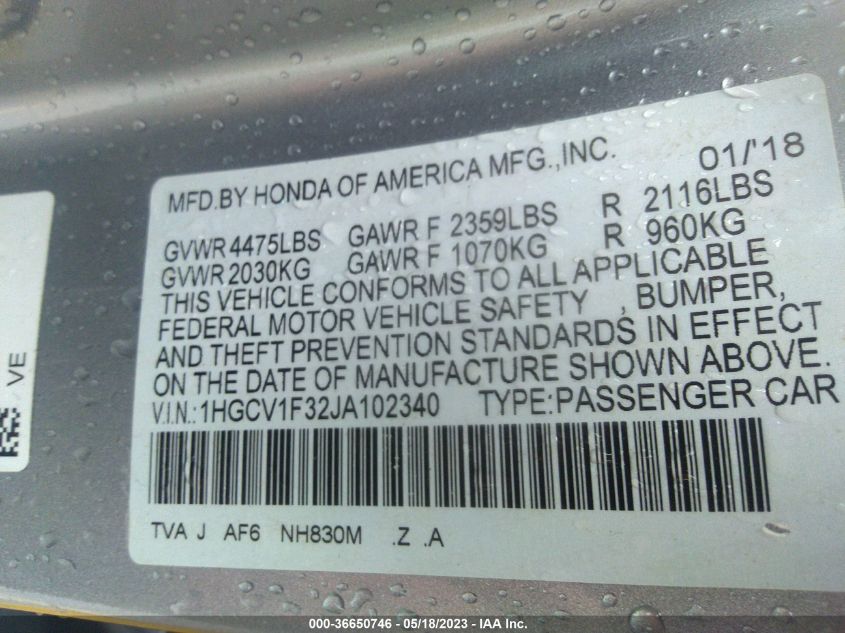 MFD.BY HONDA OF AMERICA MFG.,INC. 01/'18
GVWR 4475LBS GAWR F 2359LBS R 2116LBS
GVWR 2030KG GAWR F 1070KG R 960KG
THIS VEHICLE CONFORMS TO ALL APPLICABLE
FEDERAL MOTOR VEHICLE SAFETY , BUMPER,
AND THEFT PREVENTION STANDARDS IN EFFECT
ON THE DATE OF MANUFACTURE SHOWN ABOVE.
V.I.N.: 1HGCV1F32JA102340 TYPE:PASSENGER CAR
TVA J AF6 NH830M .Z .A
VE
000-36650746 — 05/18/2023 — IAA Inc.